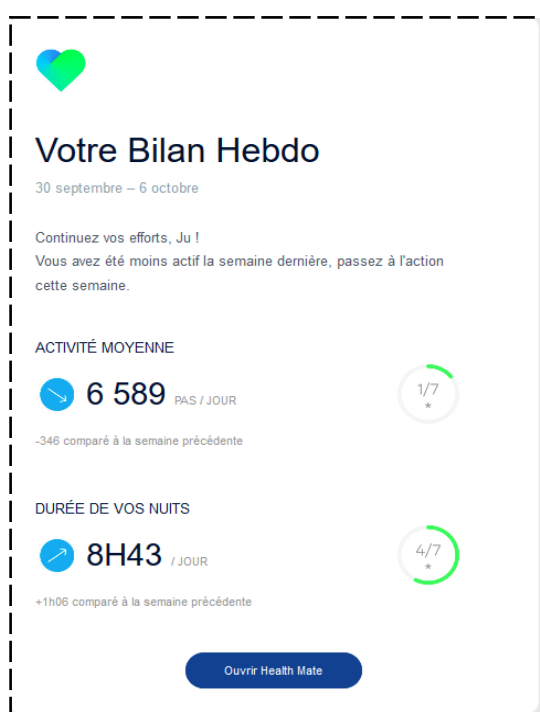 Votre Bilan Hebdo
30 septembre – 6 octobre
Continuez vos efforts, Ju !
Vous avez été moins actif la semaine dernière, passez à l'action
cette semaine.
ACTIVITÉ MOYENNE
6 589 PAS / JOUR
1/7
*
-346 comparé à la semaine précédente
DURÉE DE VOS NUITS
8H43 / JOUR
4/7
*
+1h06 comparé à la semaine précédente
Ouvrir Health Mate